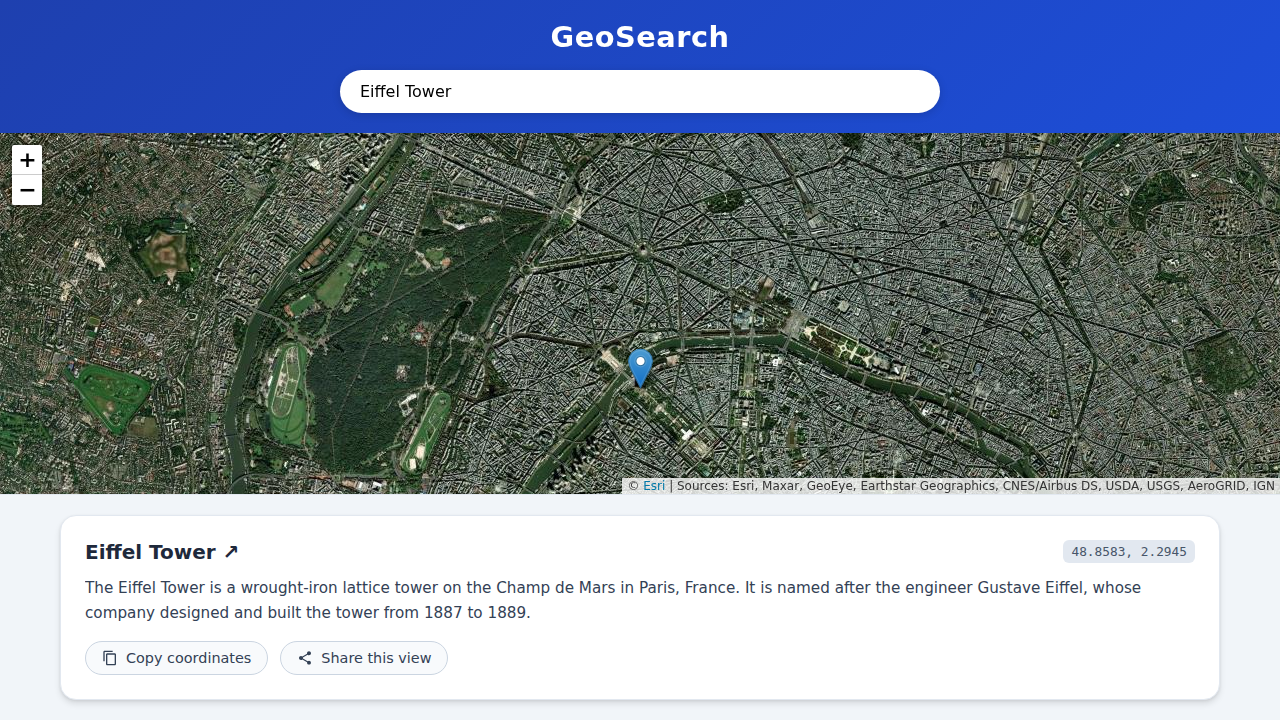 GeoSearch
Eiffel Tower
+
−
© Esri | Sources: Esri, Maxar, GeoEye, Earthstar Geographics, CNES/Airbus DS, USDA, USGS, AeroGRID, IGN
Eiffel Tower ↗
48.8583, 2.2945
The Eiffel Tower is a wrought-iron lattice tower on the Champ de Mars in Paris, France. It is named after the engineer Gustave Eiffel, whose
company designed and built the tower from 1887 to 1889.
Copy coordinates
Share this view